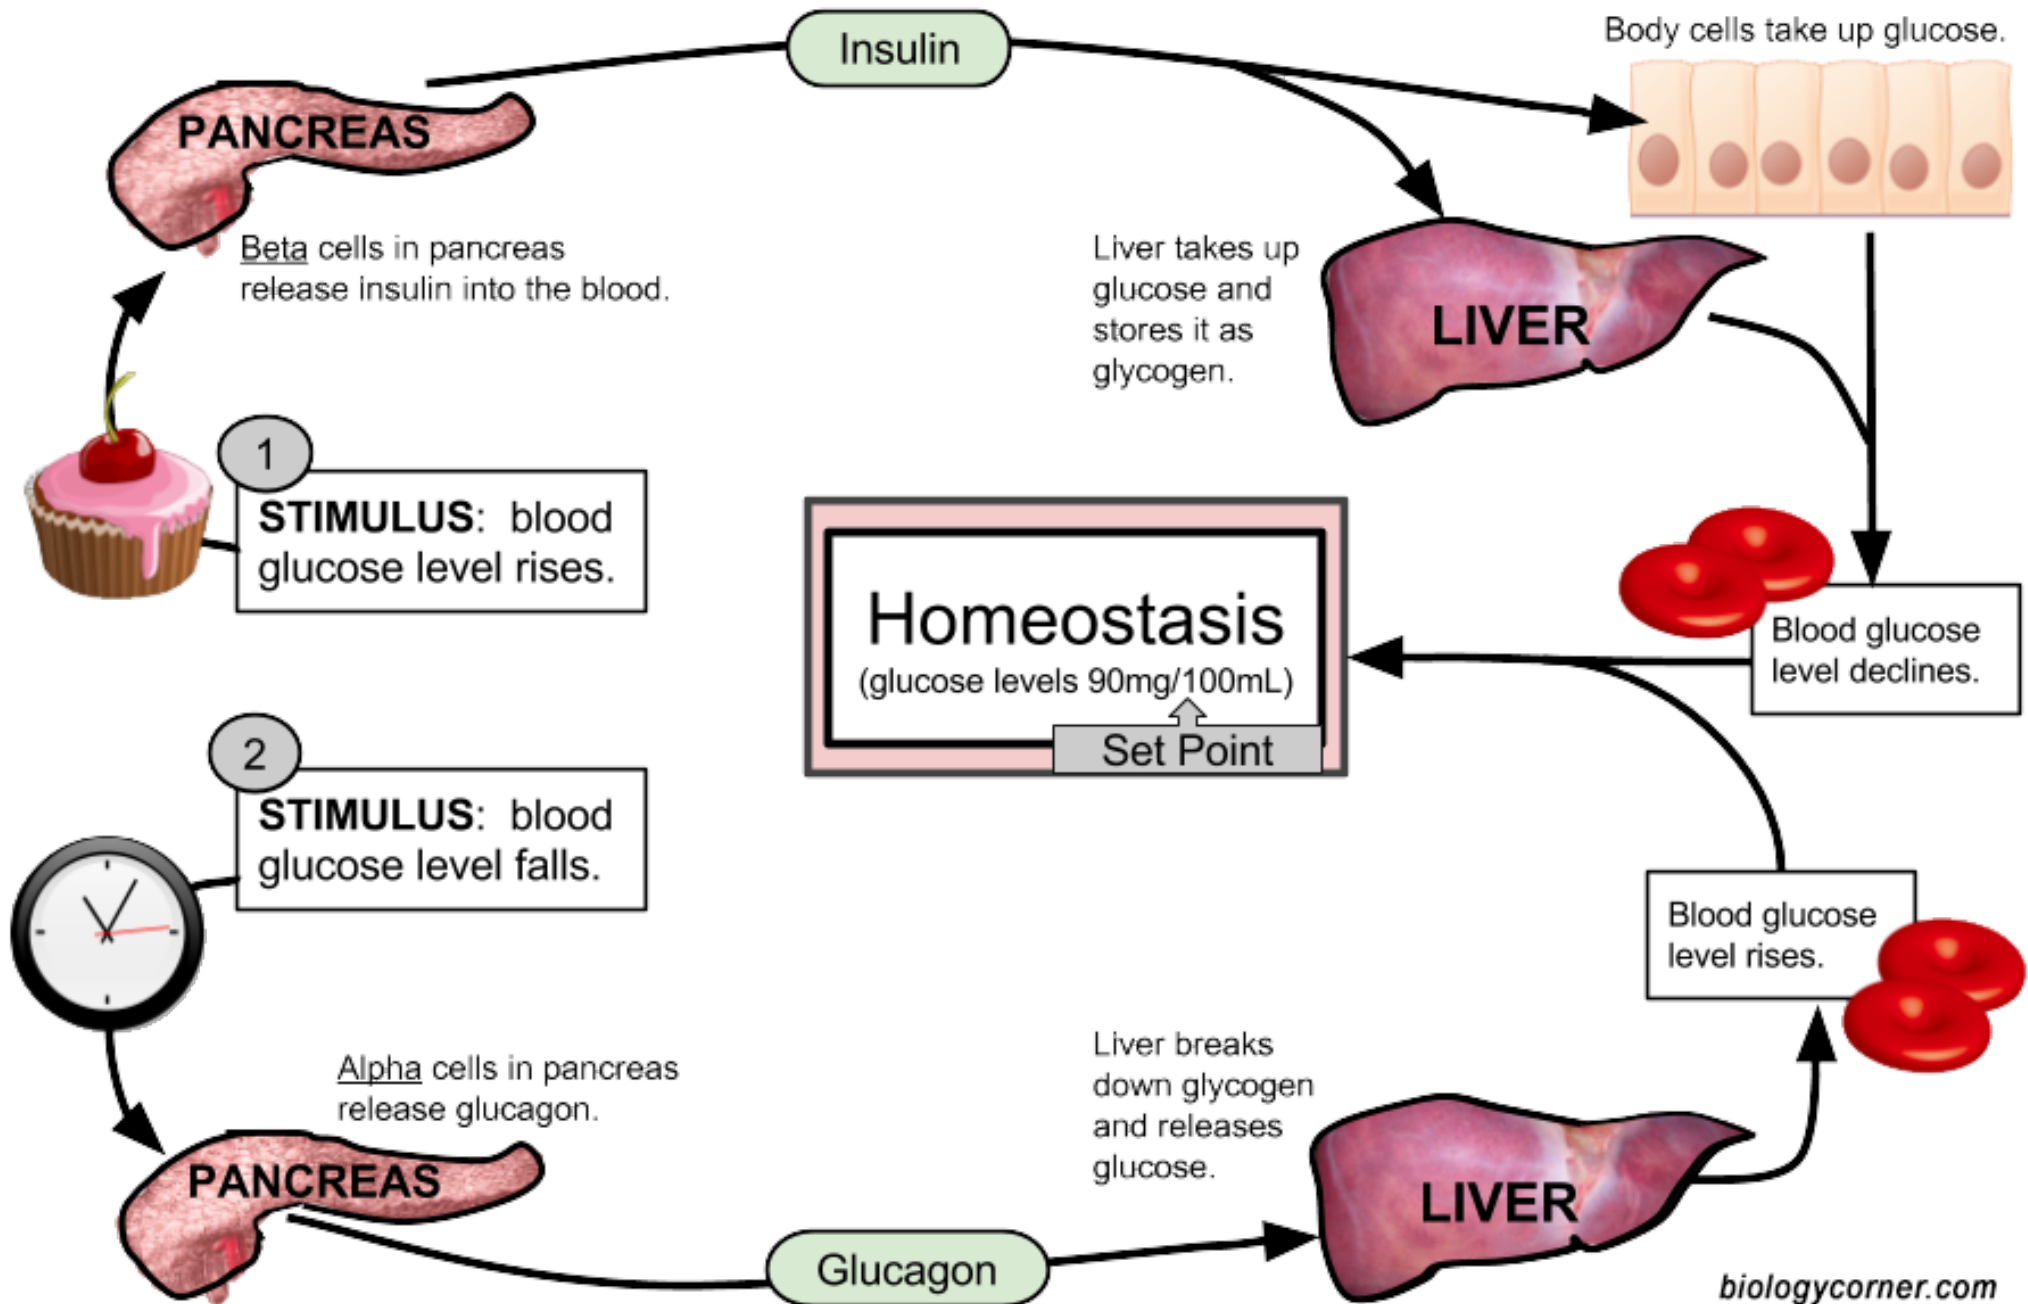 Insulin
Body cells take up glucose.
PANCREAS
Beta cells in pancreas
release insulin into the blood.
Liver takes up
glucose and
stores it as
glycogen.
LIVER
1
STIMULUS: blood
glucose level rises.
Homeostasis
(glucose levels 90mg/100mL)
Set Point
Blood glucose
level declines.
2
STIMULUS: blood
glucose level falls.
Blood glucose
level rises.
Alpha cells in pancreas
release glucagon.
PANCREAS
Liver breaks
down glycogen
and releases
glucose.
LIVER
Glucagon
biologycorner.com